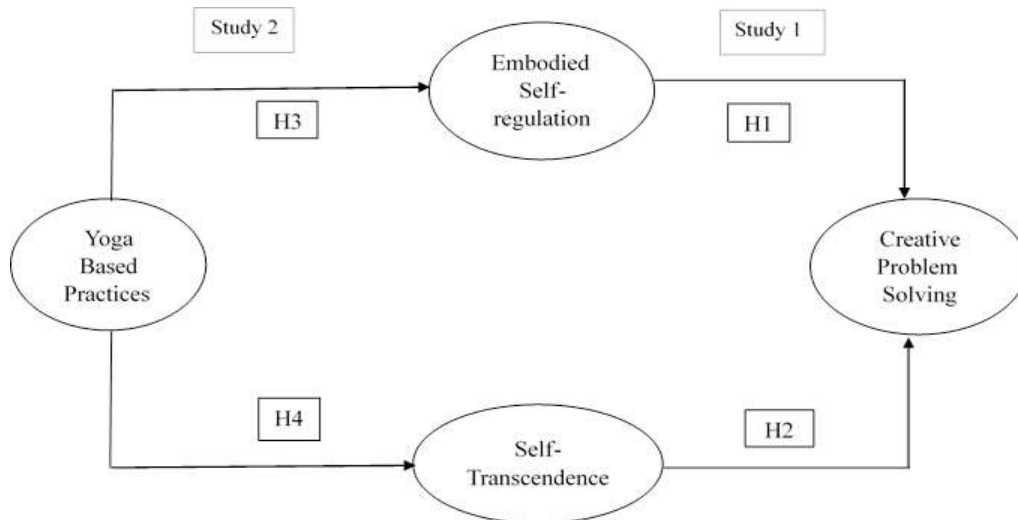 Study 2
Study 1
Embodied
Self-
regulation
H3
H1
Yoga
Based
Practices
Creative
Problem
Solving
H4
H2
Self-
Transcendence